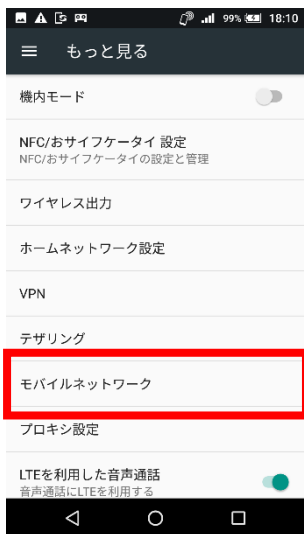 99% 18:10
もっと見る
機内モード
NFC/おサイフケータイ 設定
NFC/おサイフケータイの設定と管理
ワイヤレス出力
ホームネットワーク設定
VPN
テザリング
モバイルネットワーク
プロキシ設定
LTEを利用した音声通話
音声通話にLTEを利用する